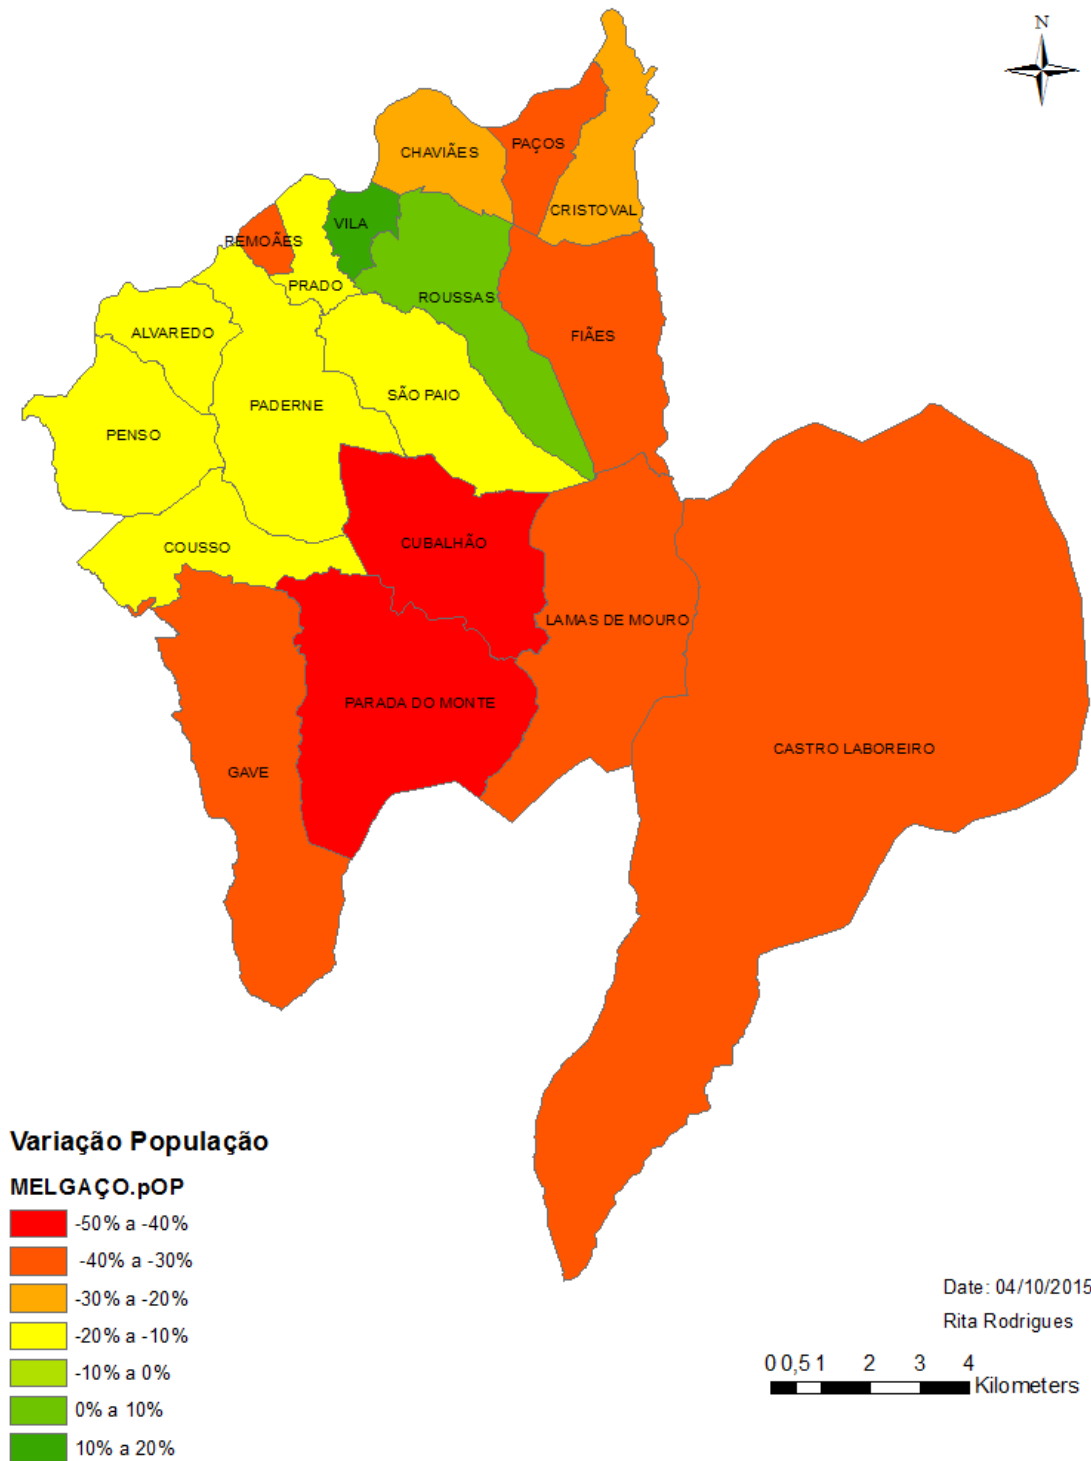 N
PAÇOS
CHAVIÃES
CRISTOVAL
VILA
REMOÃES
PRADO
ROUSSAS
ALVAREDO
FIÃES
SÃO PAIO
PADERNE
PENSO
CUBALHÃO
COUSSO
LAMAS DE MOURO
PARADA DO MONTE
CASTRO LABOREIRO
GAVE
Variação População
MELGAÇO.pOP
-50% a -40%
-40% a -30%
-30% a -20%
-20% a -10%
-10% a 0%
0% a 10%
10% a 20%
Date: 04/10/2015
Rita Rodrigues
0 0,5 1 2 3 4
Kilometers